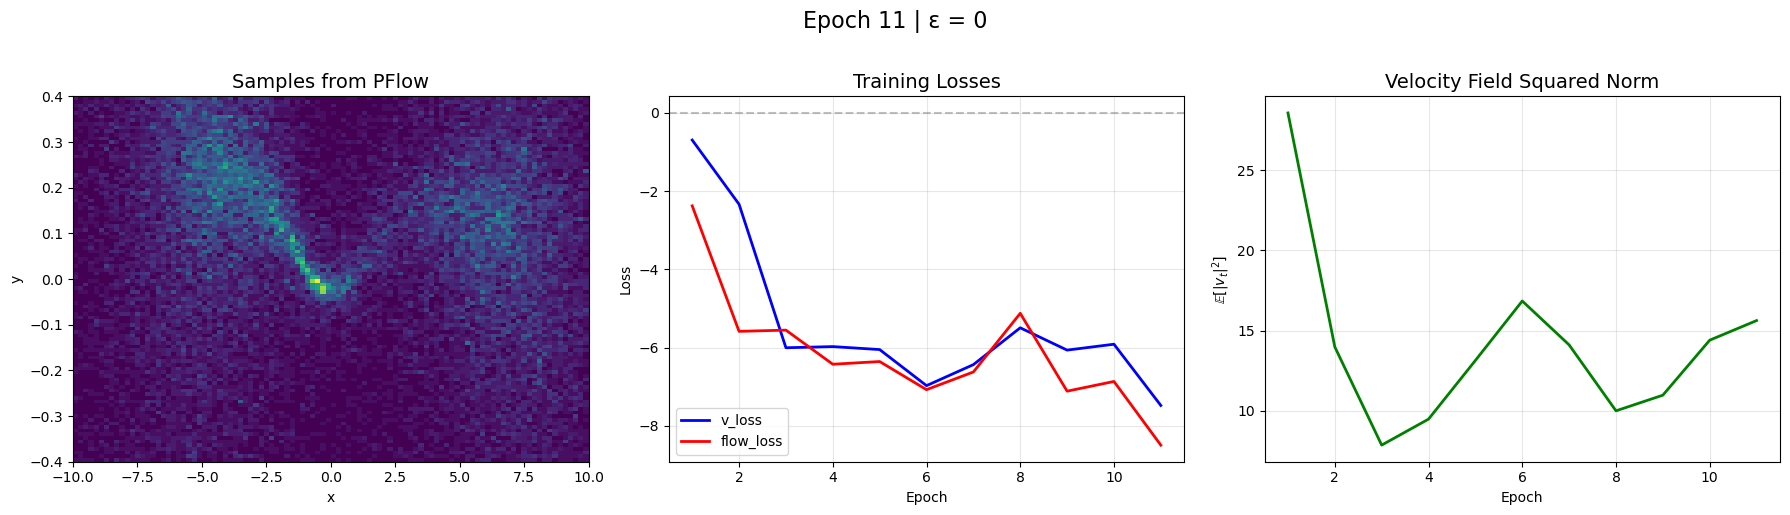 Epoch 11 | ε = 0
Samples from PFlow
0.4
0.3
0.2
0.1
0.0
−0.1
−0.2
−0.3
−0.4
y
−10.0 −7.5 −5.0 −2.5 0.0 2.5 5.0 7.5 10.0
x
Training Losses
0
−2
−4
−6
−8
Loss
v_loss
flow_loss
2 4 6 8 10
Epoch
Velocity Field Squared Norm
25
20
15
10
𝔼[|v_t|²]
2 4 6 8 10
Epoch